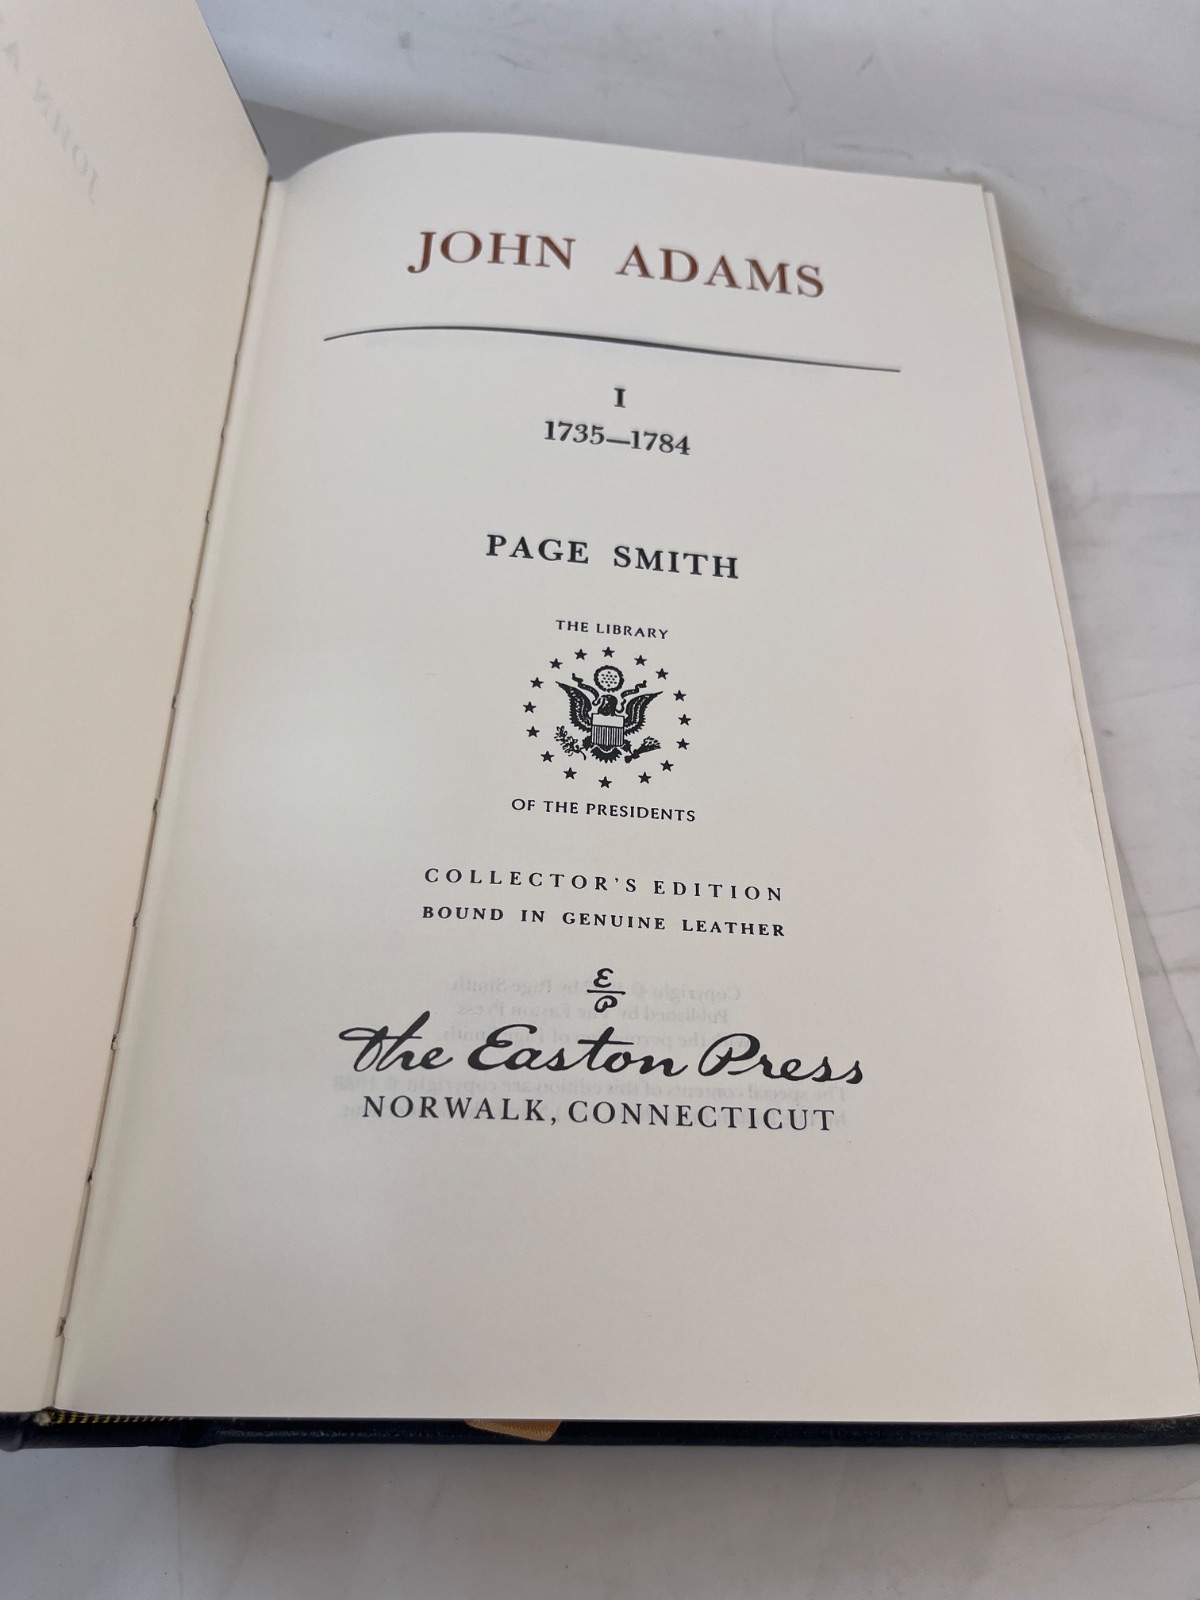 JOHN ADAMS
I
1735—1784
PAGE SMITH
THE LIBRARY
OF THE PRESIDENTS
COLLECTOR'S EDITION
BOUND IN GENUINE LEATHER
E
P
The Easton Press
NORWALK, CONNECTICUT